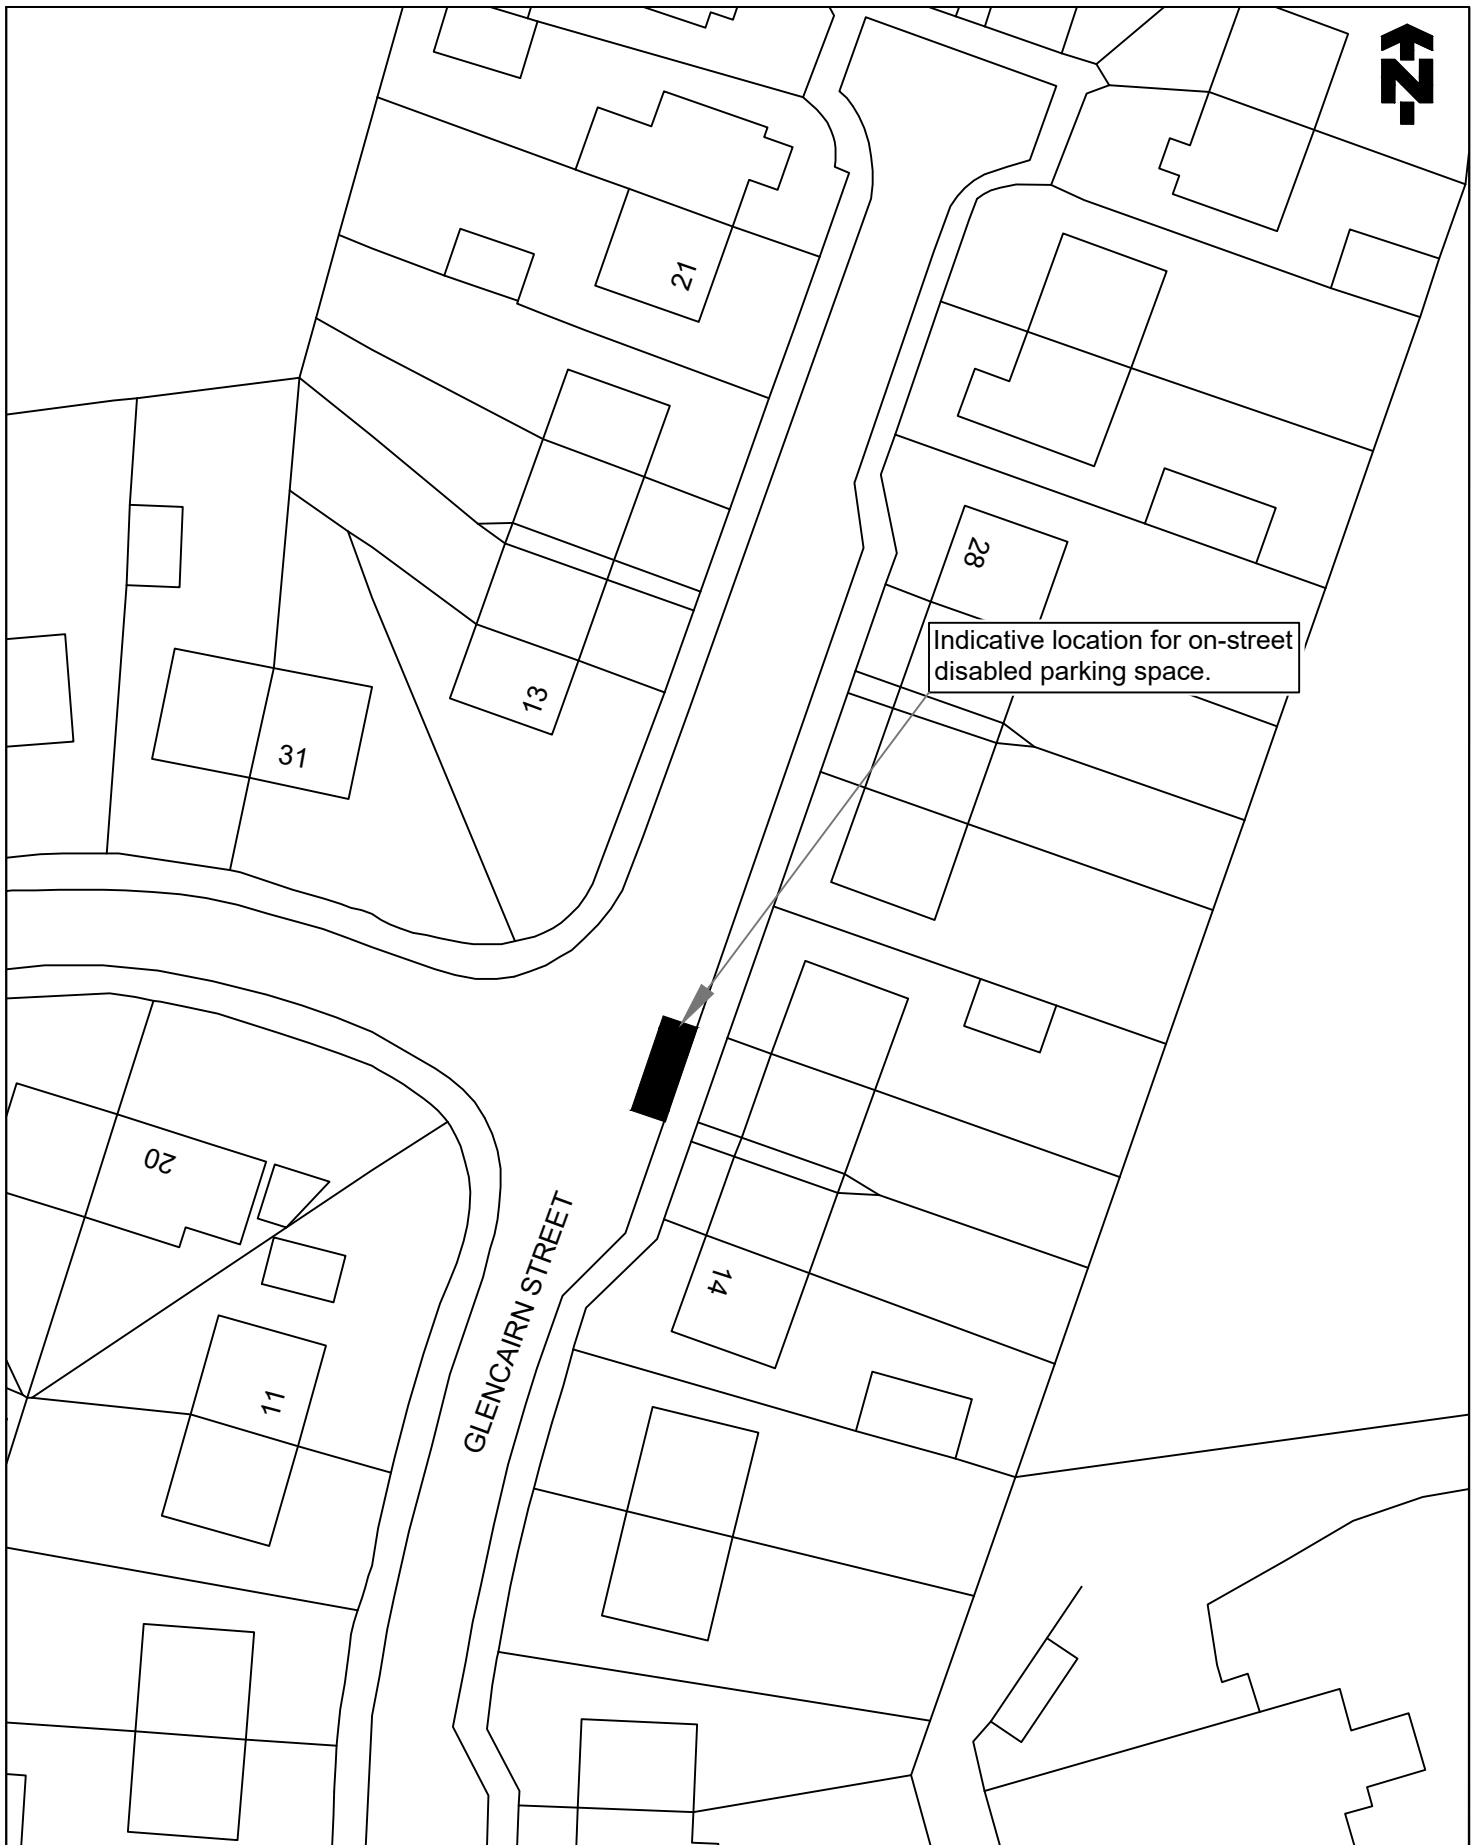 N
21
28
Indicative location for on-street
disabled parking space.
13
31
20
GLENCAIRN STREET
14
11